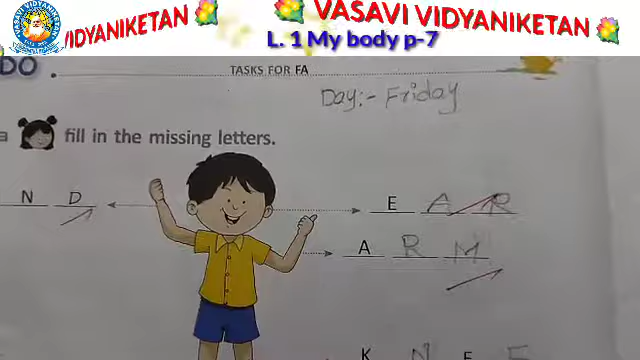 VIDYANIKETAN
VASAVI VIDYANIKETAN
L. 1 My body p-7
DO
TASKS FOR FA
Day:- Friday
a fill in the missing letters.
N D
E A R
A R M
K N E E